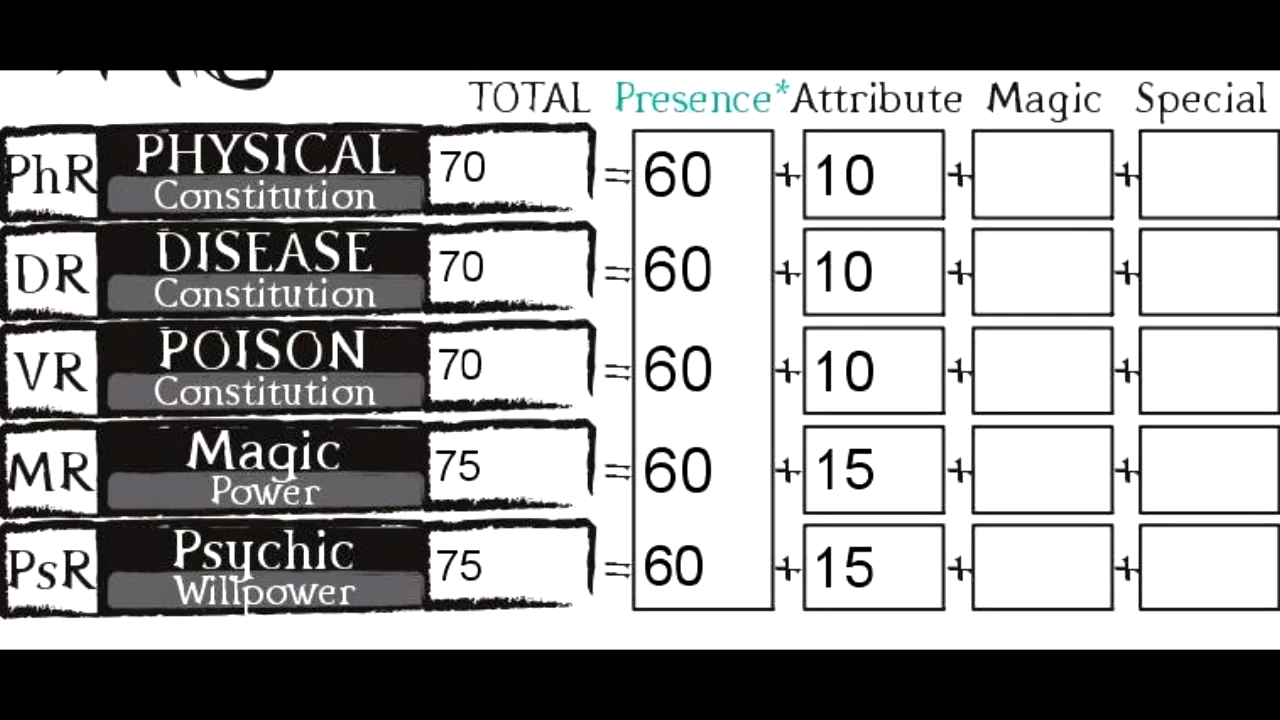 TOTAL Presence* Attribute Magic Special
PhR PHYSICAL 70 = 60 + 10 + +
Constitution
DR DISEASE 70 = 60 + 10 + +
Constitution
VR POISON 70 = 60 + 10 + +
Constitution
MR Magic 75 = 60 + 15 + +
Power
PsR Psychic 75 = 60 + 15 + +
Willpower